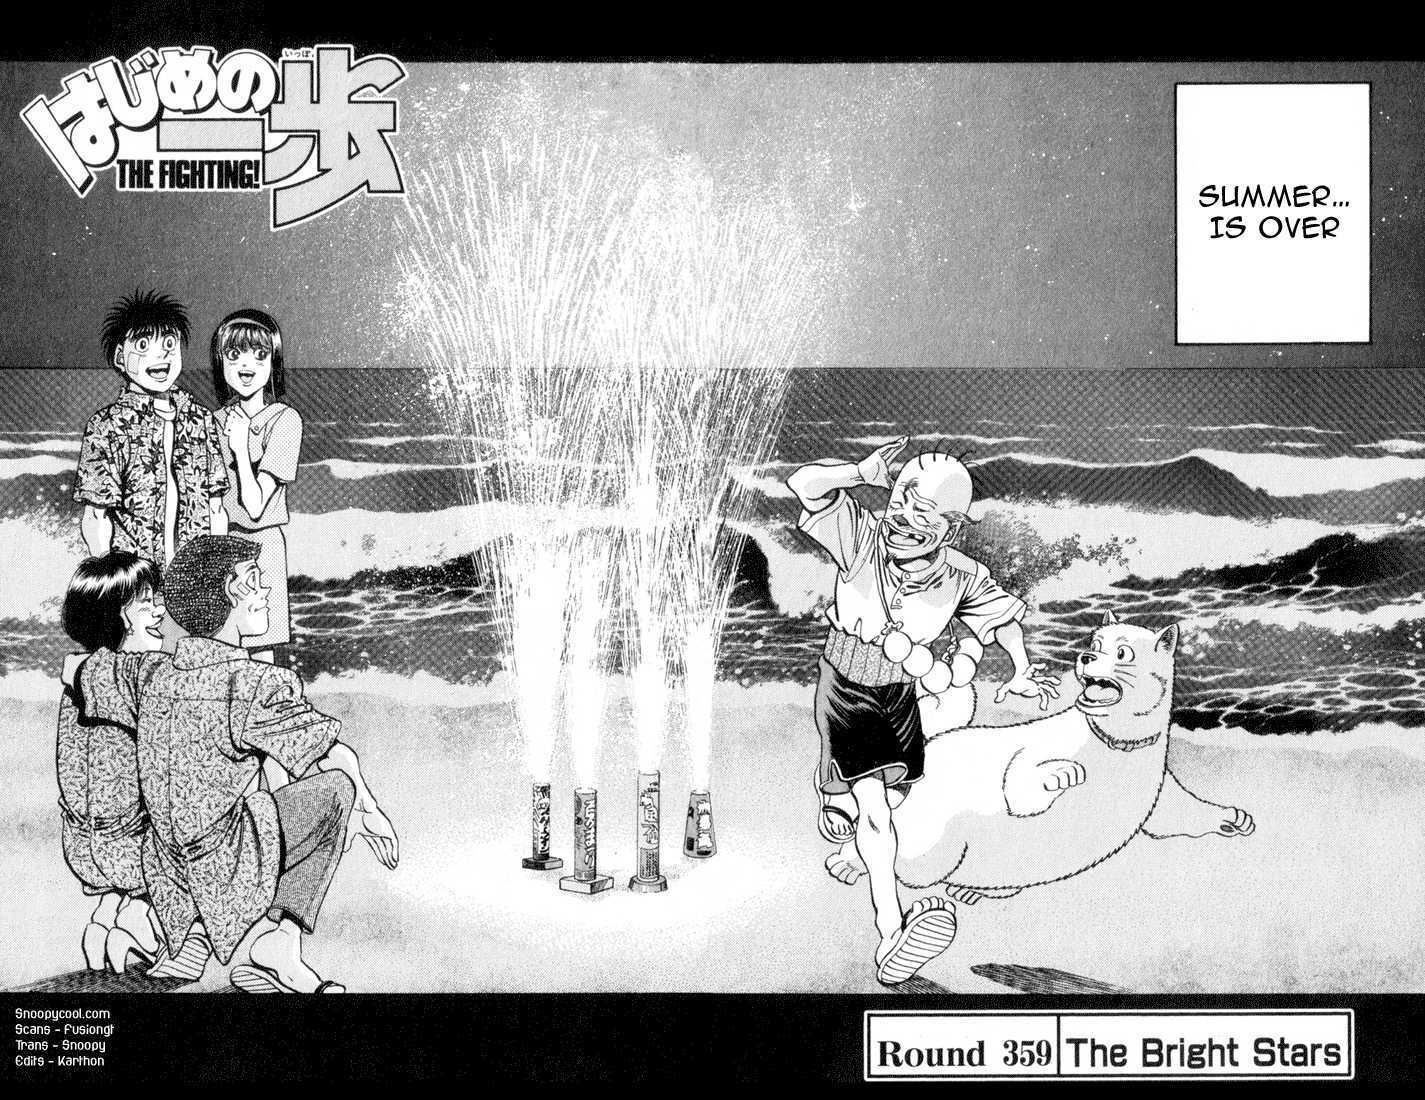 いっぽ
はじめの一歩
THE FIGHTING!
SUMMER...
IS OVER
Snoopycool.com
Scans - Fusiongt
Trans - Snoopy
Edits - Karthon
Round 359 The Bright Stars